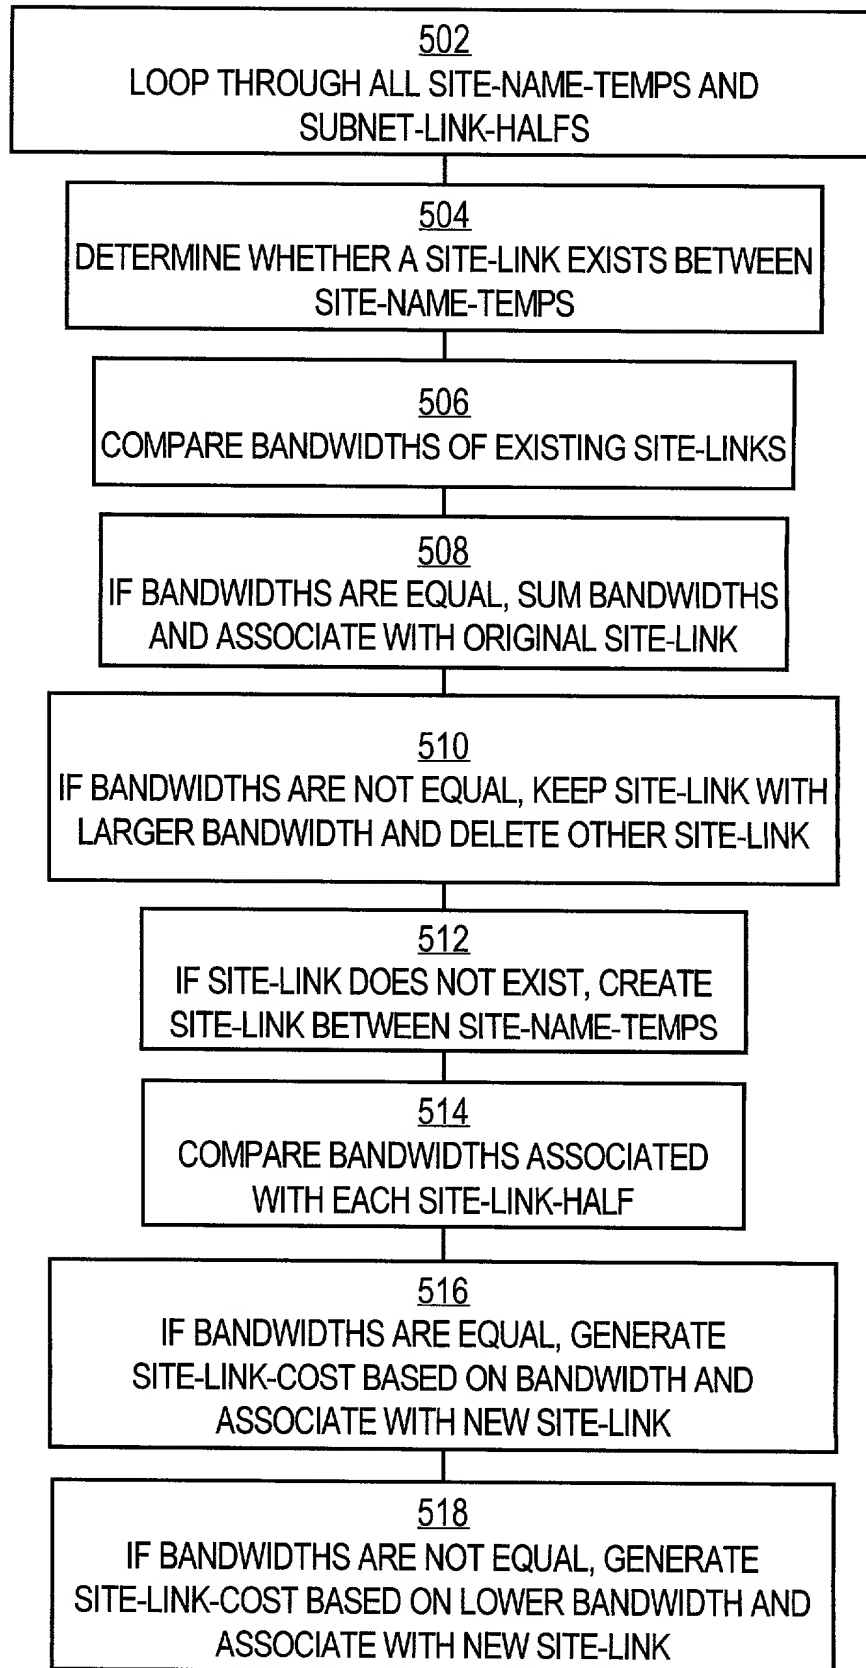 502
LOOP THROUGH ALL SITE-NAME-TEMPS AND
SUBNET-LINK-HALFS
504
DETERMINE WHETHER A SITE-LINK EXISTS BETWEEN
SITE-NAME-TEMPS
506
COMPARE BANDWIDTHS OF EXISTING SITE-LINKS
508
IF BANDWIDTHS ARE EQUAL, SUM BANDWIDTHS
AND ASSOCIATE WITH ORIGINAL SITE-LINK
510
IF BANDWIDTHS ARE NOT EQUAL, KEEP SITE-LINK WITH
LARGER BANDWIDTH AND DELETE OTHER SITE-LINK
512
IF SITE-LINK DOES NOT EXIST, CREATE
SITE-LINK BETWEEN SITE-NAME-TEMPS
514
COMPARE BANDWIDTHS ASSOCIATED
WITH EACH SITE-LINK-HALF
516
IF BANDWIDTHS ARE EQUAL, GENERATE
SITE-LINK-COST BASED ON BANDWIDTH AND
ASSOCIATE WITH NEW SITE-LINK
518
IF BANDWIDTHS ARE NOT EQUAL, GENERATE
SITE-LINK-COST BASED ON LOWER BANDWIDTH AND
ASSOCIATE WITH NEW SITE-LINK